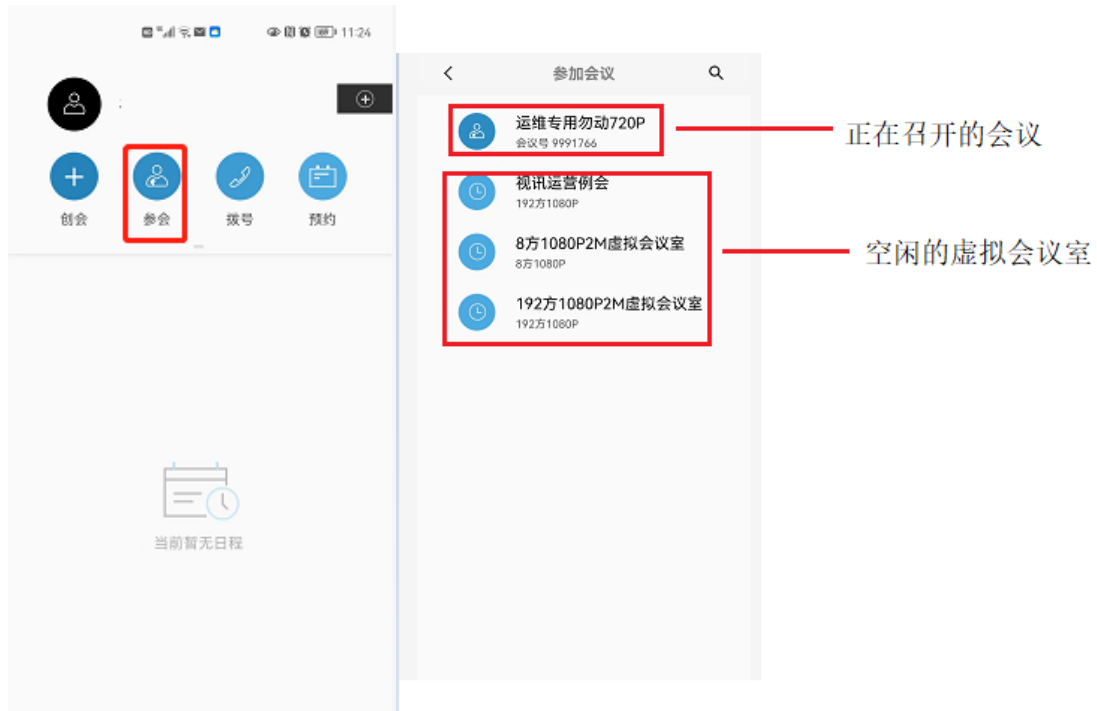 11:24
创会
参会
拨号
预约
当前暂无日程
参加会议
运维专用勿动720P
会议号 9991766
视讯运营例会
192方1080P
8方1080P2M虚拟会议室
8方1080P
192方1080P2M虚拟会议室
192方1080P
正在召开的会议
空闲的虚拟会议室